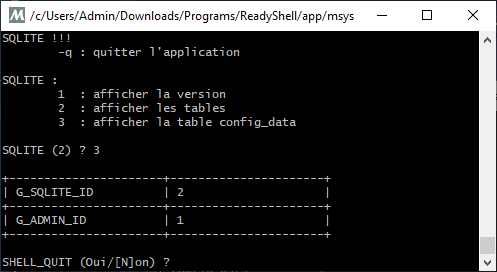 /c/Users/Admin/Downloads/Programs/ReadyShell/app/msys
SQLITE !!!
-q : quitter l'application
SQLITE :
1 : afficher la version
2 : afficher les tables
3 : afficher la table config_data
SQLITE (2) ? 3
+----------------------+----------------------+
| G_SQLITE_ID | 2 |
+----------------------+----------------------+
| G_ADMIN_ID | 1 |
+----------------------+----------------------+
SHELL_QUIT (Oui/[N]on) ?